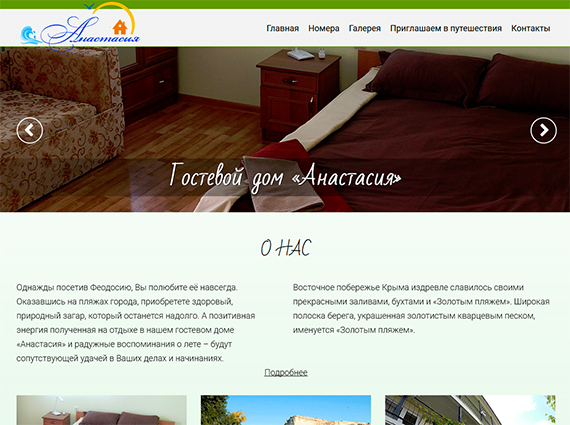 Анастасия
Главная Номера Галерея Приглашаем в путешествия Контакты
Гостевой дом «Анастасия»
О НАС
Однажды посетив Феодосию, Вы полюбите её навсегда.
Оказавшись на пляжах города, приобретете здоровый,
природный загар, который останется надолго. А позитивная
энергия полученная на отдыхе в нашем гостевом доме
«Анастасия» и радужные воспоминания о лете – будут
сопутствующей удачей в Ваших делах и начинаниях.
Восточное побережье Крыма издревле славилось своими
прекрасными заливами, бухтами и «Золотым пляжем». Широкая
полоска берега, украшенная золотистым кварцевым песком,
именуется «Золотым пляжем».
Подробнее